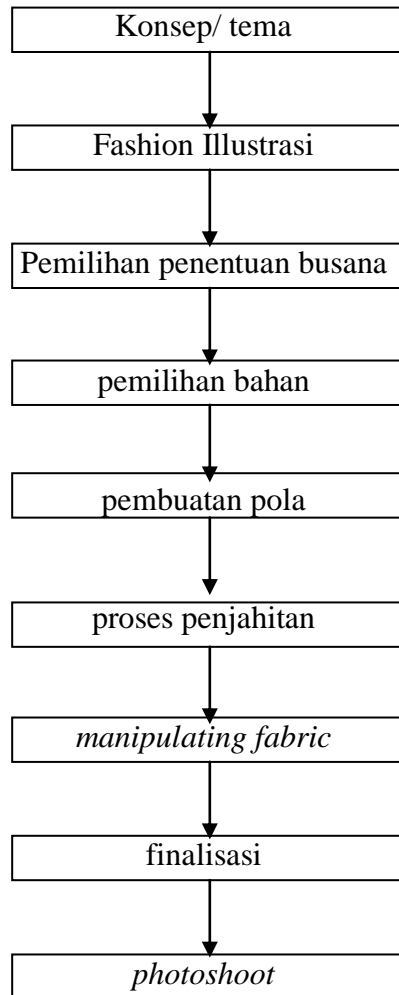 Konsep/ tema
Fashion Illustrasi
Pemilihan penentuan busana
pemilihan bahan
pembuatan pola
proses penjahitan
manipulating fabric
finalisasi
photoshoot